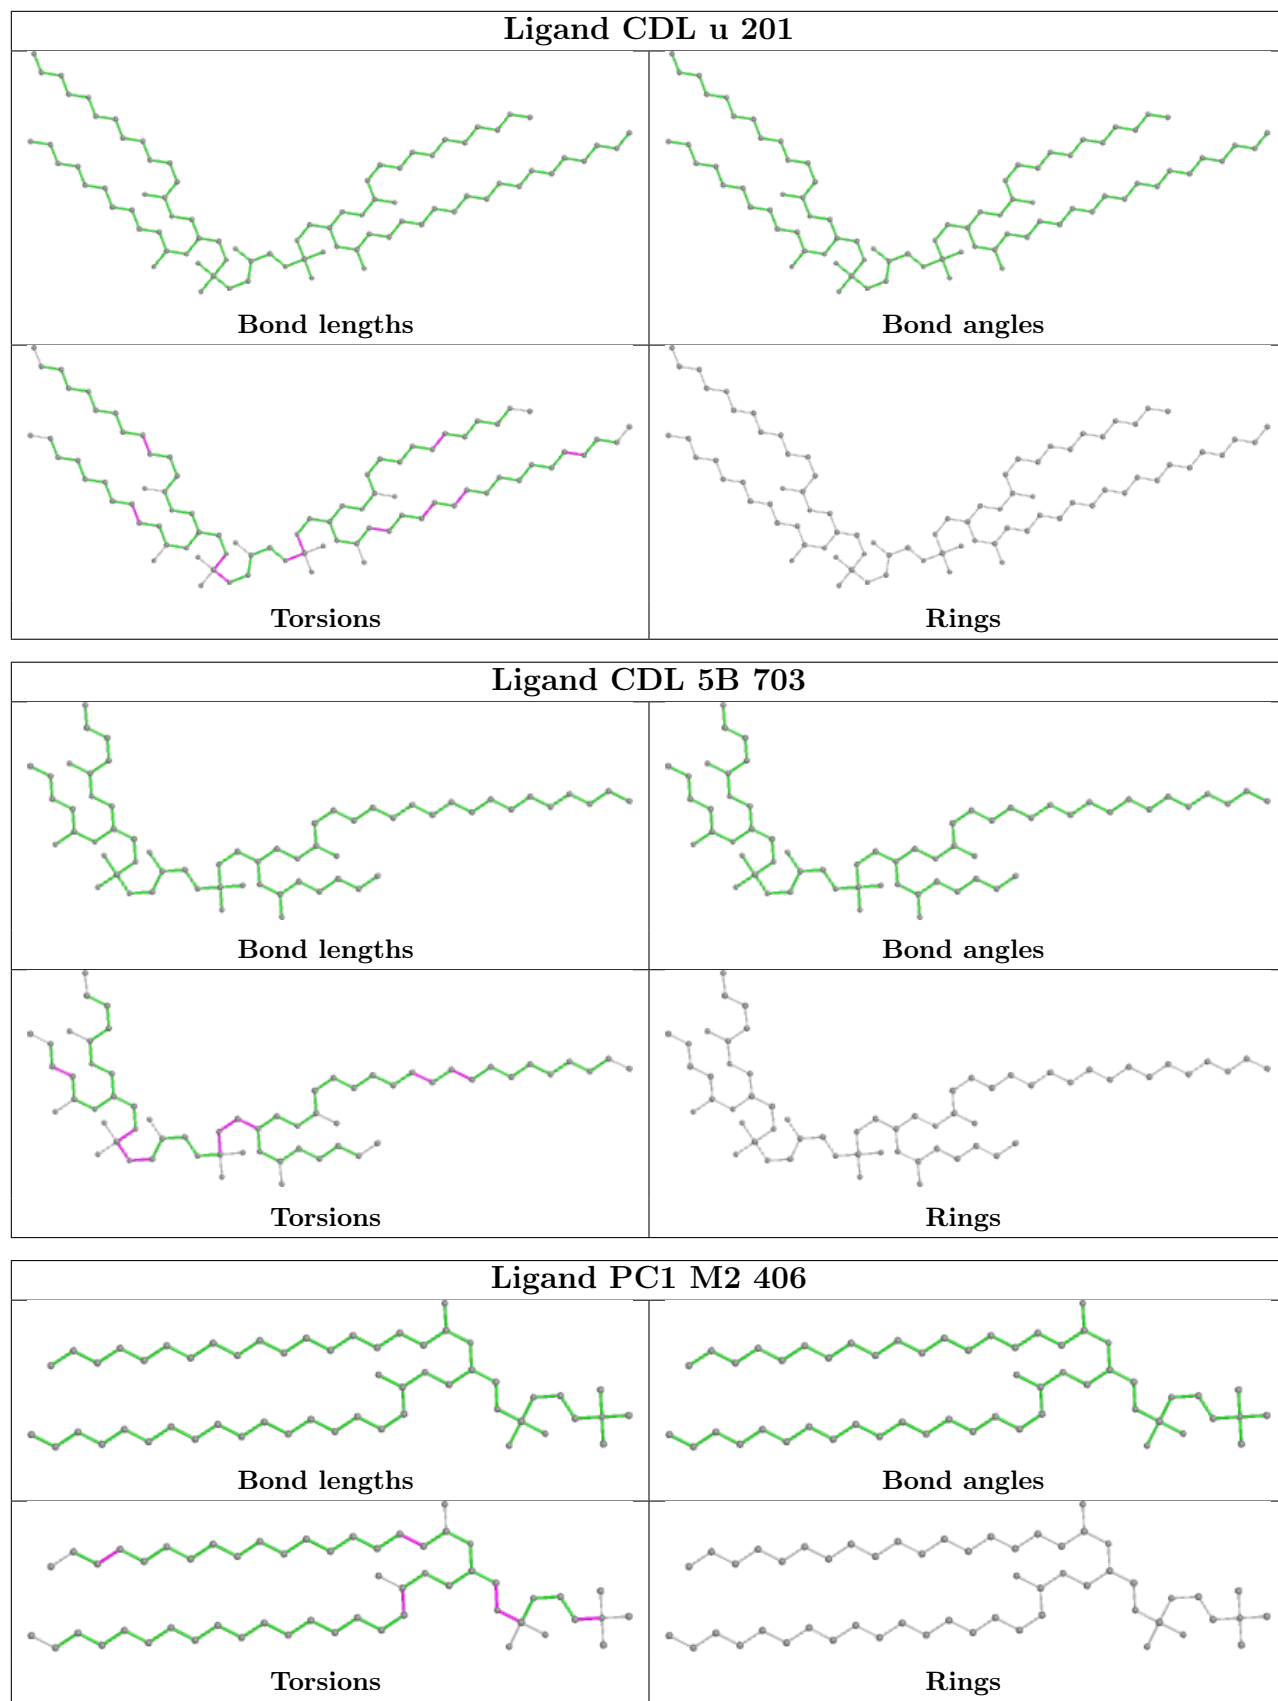 Ligand CDL u 201
Bond lengths
Bond angles
Torsions
Rings
Ligand CDL 5B 703
Bond lengths
Bond angles
Torsions
Rings
Ligand PC1 M2 406
Bond lengths
Bond angles
Torsions
Rings